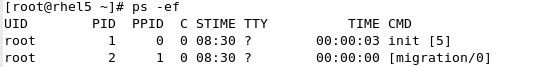 [root@rhel5 ~]# ps -ef
UID        PID  PPID  C STIME TTY          TIME CMD
root         1     0  0 08:30 ?        00:00:03 init [5]
root         2     1  0 08:30 ?        00:00:00 [migration/0]